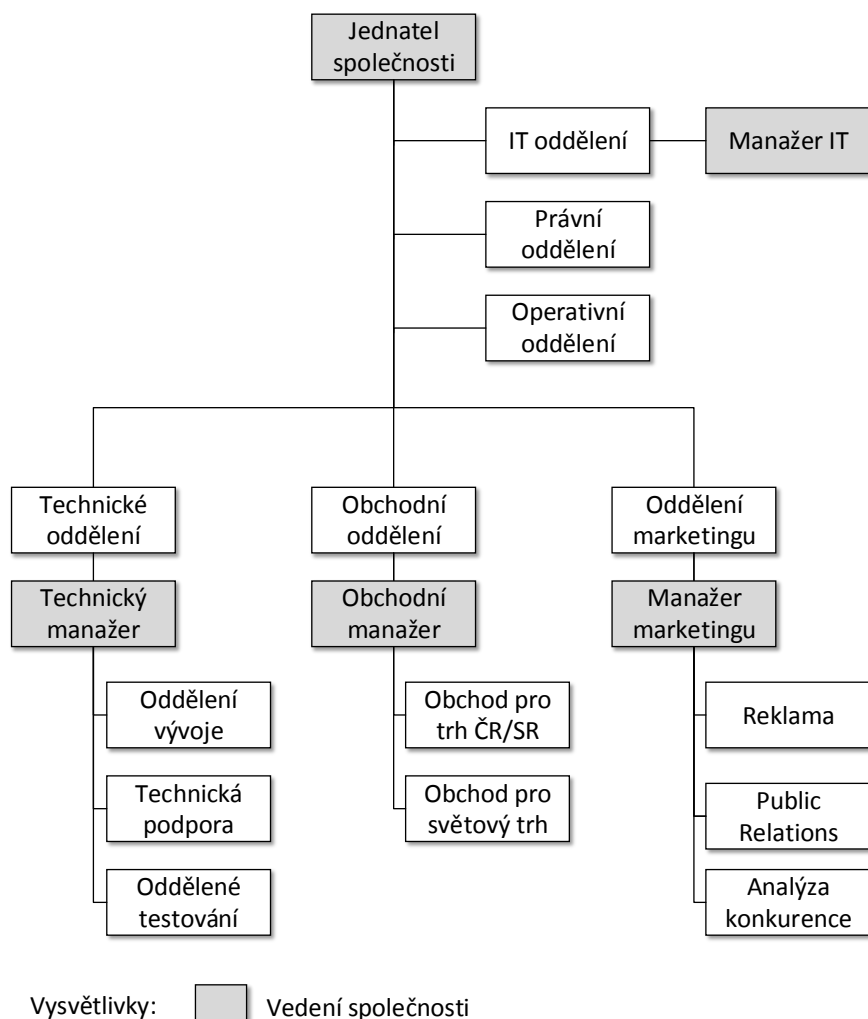 Jednatel
společnosti
IT oddělení
Manažer IT
Právní
oddělení
Operativní
oddělení
Technické
oddělení
Obchodní
oddělení
Oddělení
marketingu
Technický
manažer
Obchodní
manažer
Manažer
marketingu
Oddělení
vývoje
Obchod pro
trh ČR/SR
Reklama
Technická
podpora
Obchod pro
světový trh
Public
Relations
Oddělené
testování
Analýza
konkurence
Vysvětlivky:
Vedení společnosti